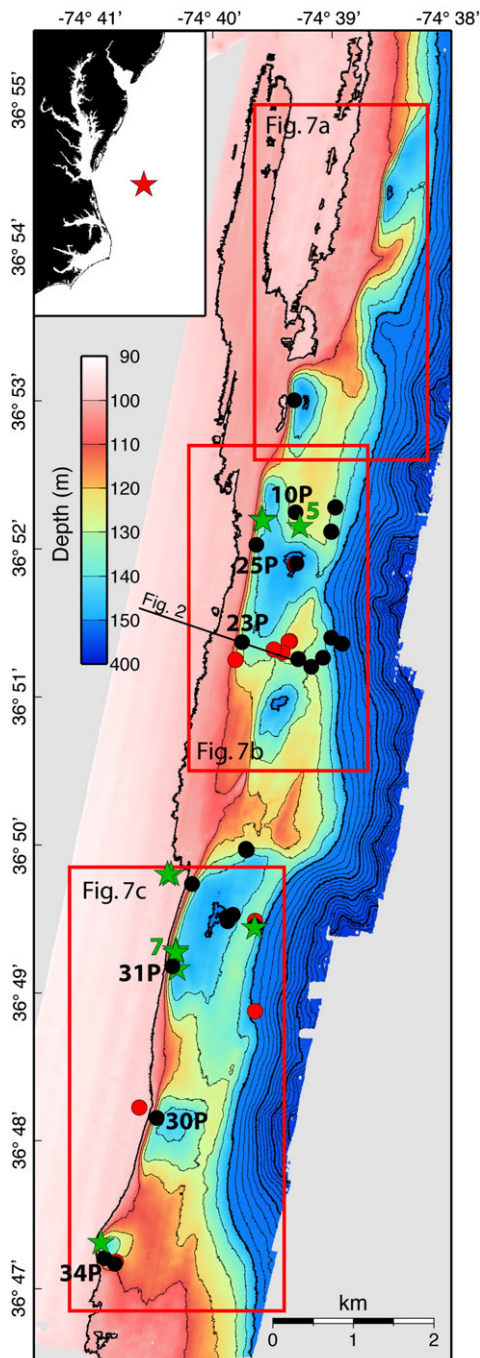 -74° 41'
-74° 40'
-74° 39'
-74° 38'
36° 55'
Fig. 7a
36° 54'
90
100
110
120
130
140
150
400
Depth (m)
36° 53'
10P
5
36° 52'
25P
Fig. 2
23P
36° 51'
Fig. 7b
36° 50'
Fig. 7c
7
31P
36° 49'
30P
36° 48'
34P
36° 47'
km
0
1
2